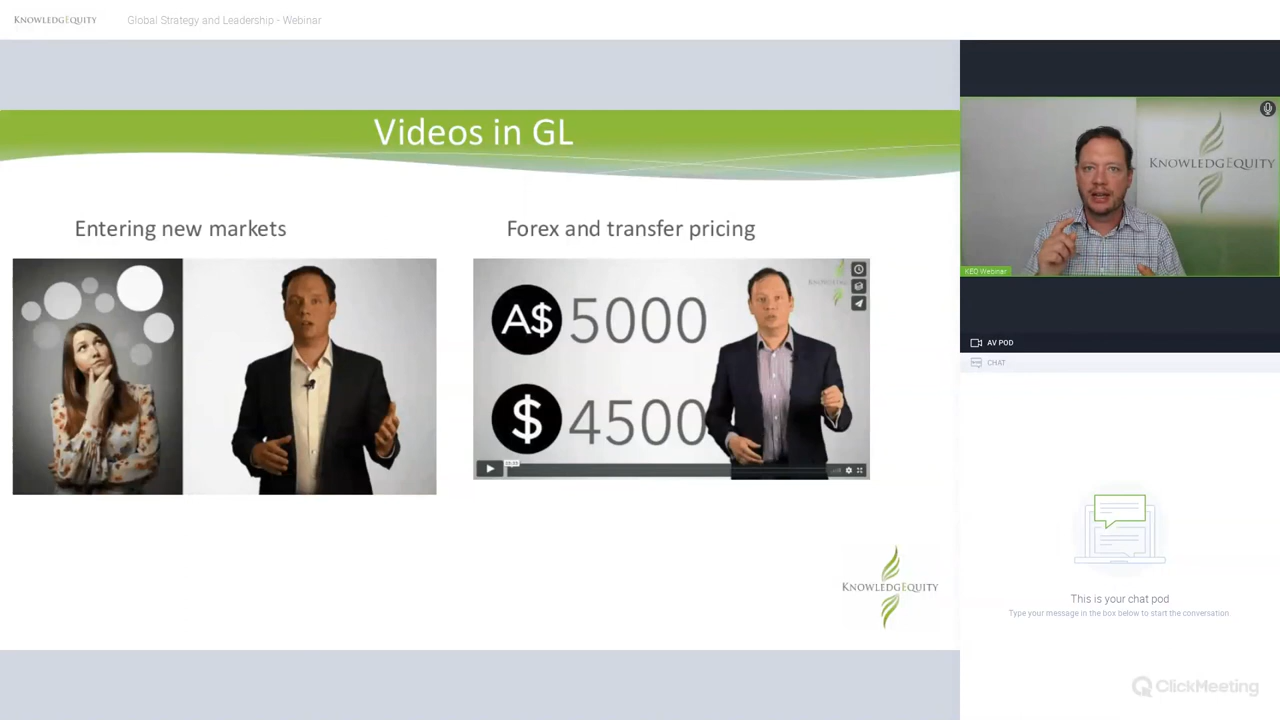 KNOWLEDGEQUITY
Global Strategy and Leadership - Webinar
Videos in GL
Entering new markets
Forex and transfer pricing
A$ 5000
$ 4500
KNOWLEDGEQUITY
KNOWLEDGEQUITY
KEQ Webinar
AV POD
CHAT
This is your chat pod
Type your message in the box below to start the conversation
ClickMeeting